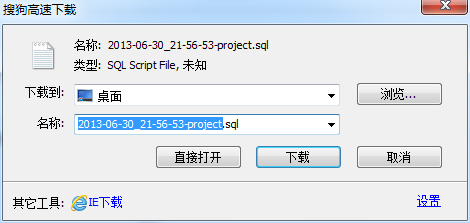 搜狗高速下载
名称: 2013-06-30_21-56-53-project.sql
类型: SQL Script File, 未知
下载到: 桌面 浏览...
名称: 2013-06-30_21-56-53-project.sql
直接打开 下载 取消
其它工具: IE下载 设置